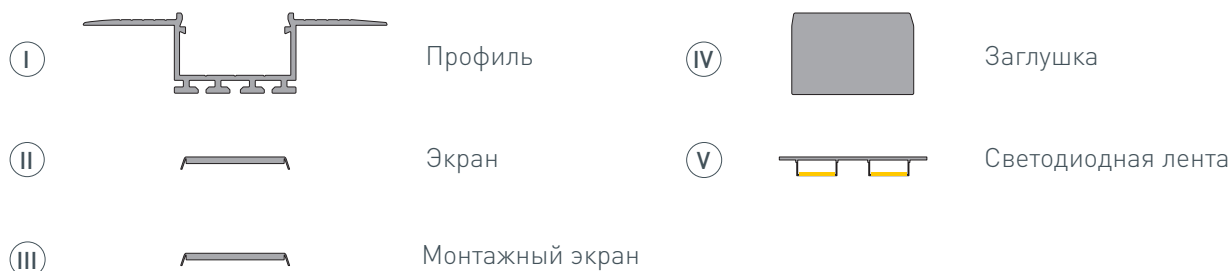 I Профиль
II Экран
III Монтажный экран
IV Заглушка
V Светодиодная лента